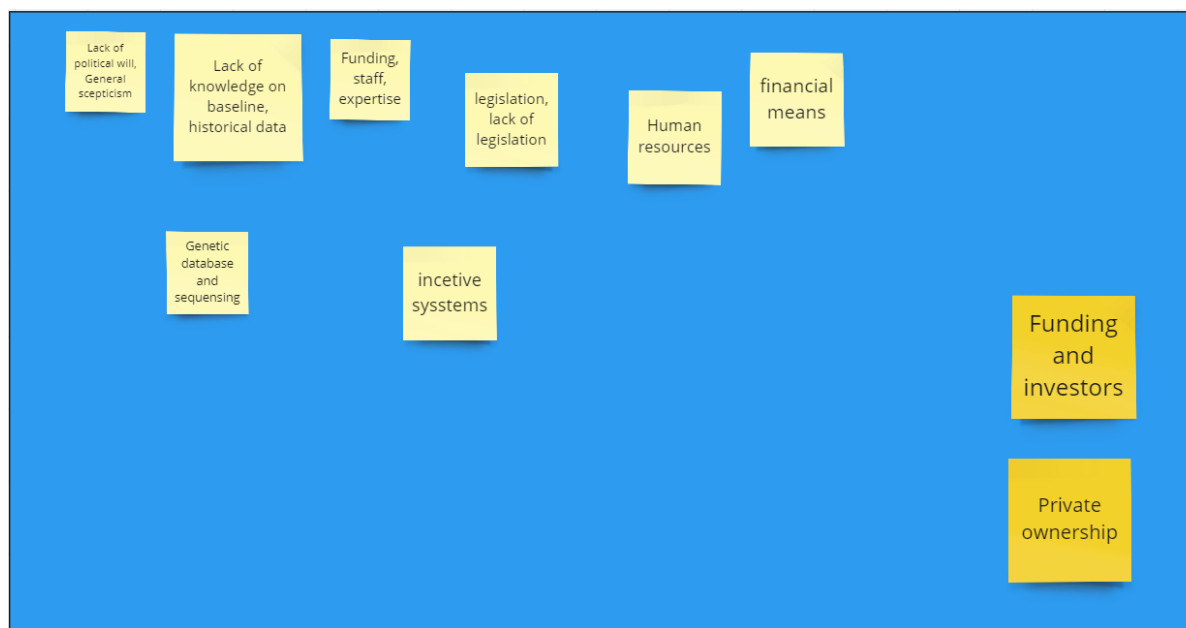 Lack of
political will,
General
scepticism
Lack of
knowledge on
baseline,
historical data
Funding,
staff,
expertise
legislation,
lack of
legislation
Human
resources
financial
means
Genetic
database
and
sequensing
incetive
sysstems
Funding
and
investors
Private
ownership